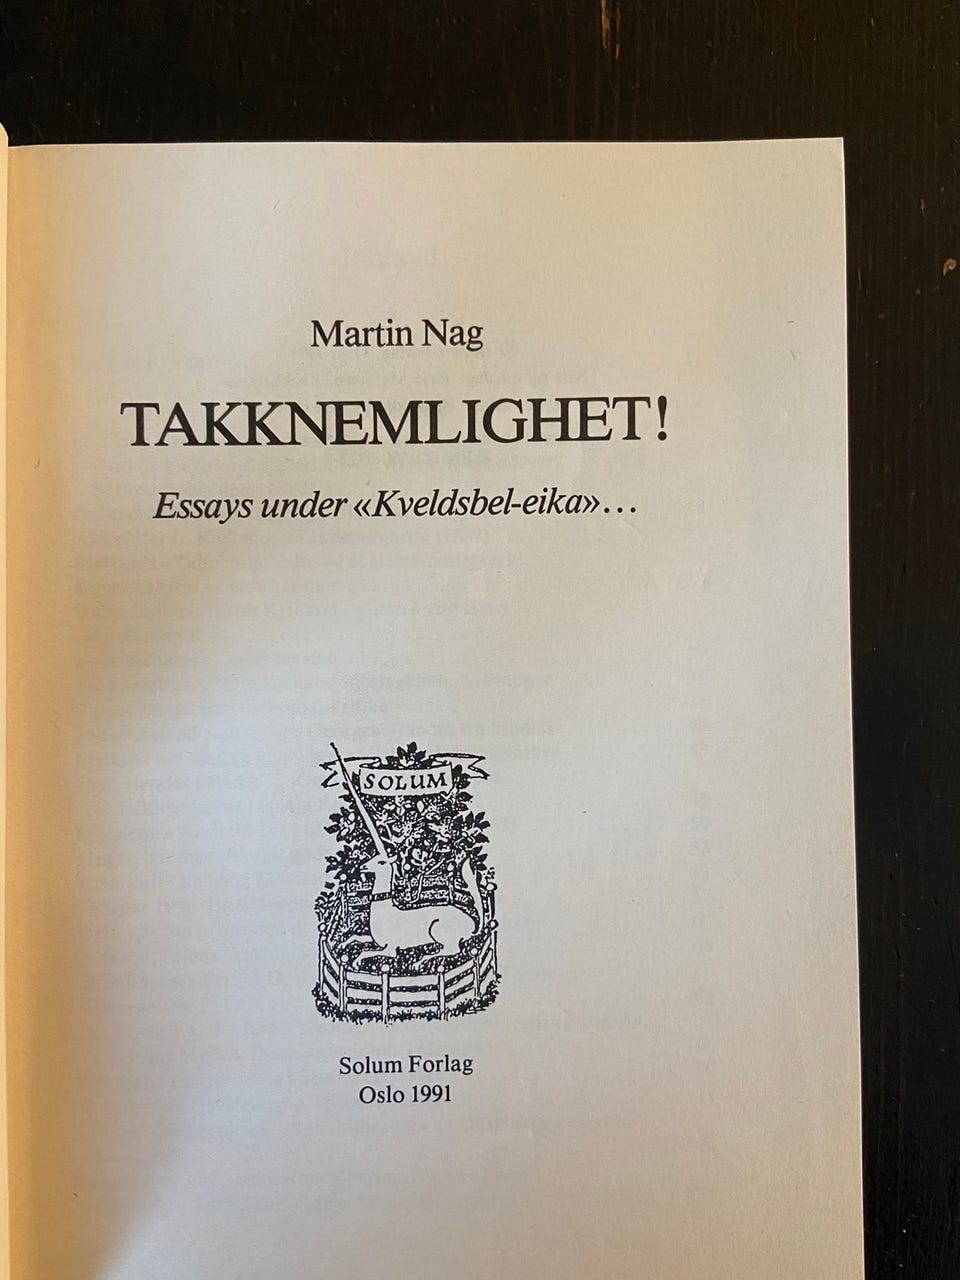 Martin Nag
TAKKNEMLIGHET!
Essays under «Kveldsbel-eika»...
SOLUM
Solum Forlag
Oslo 1991